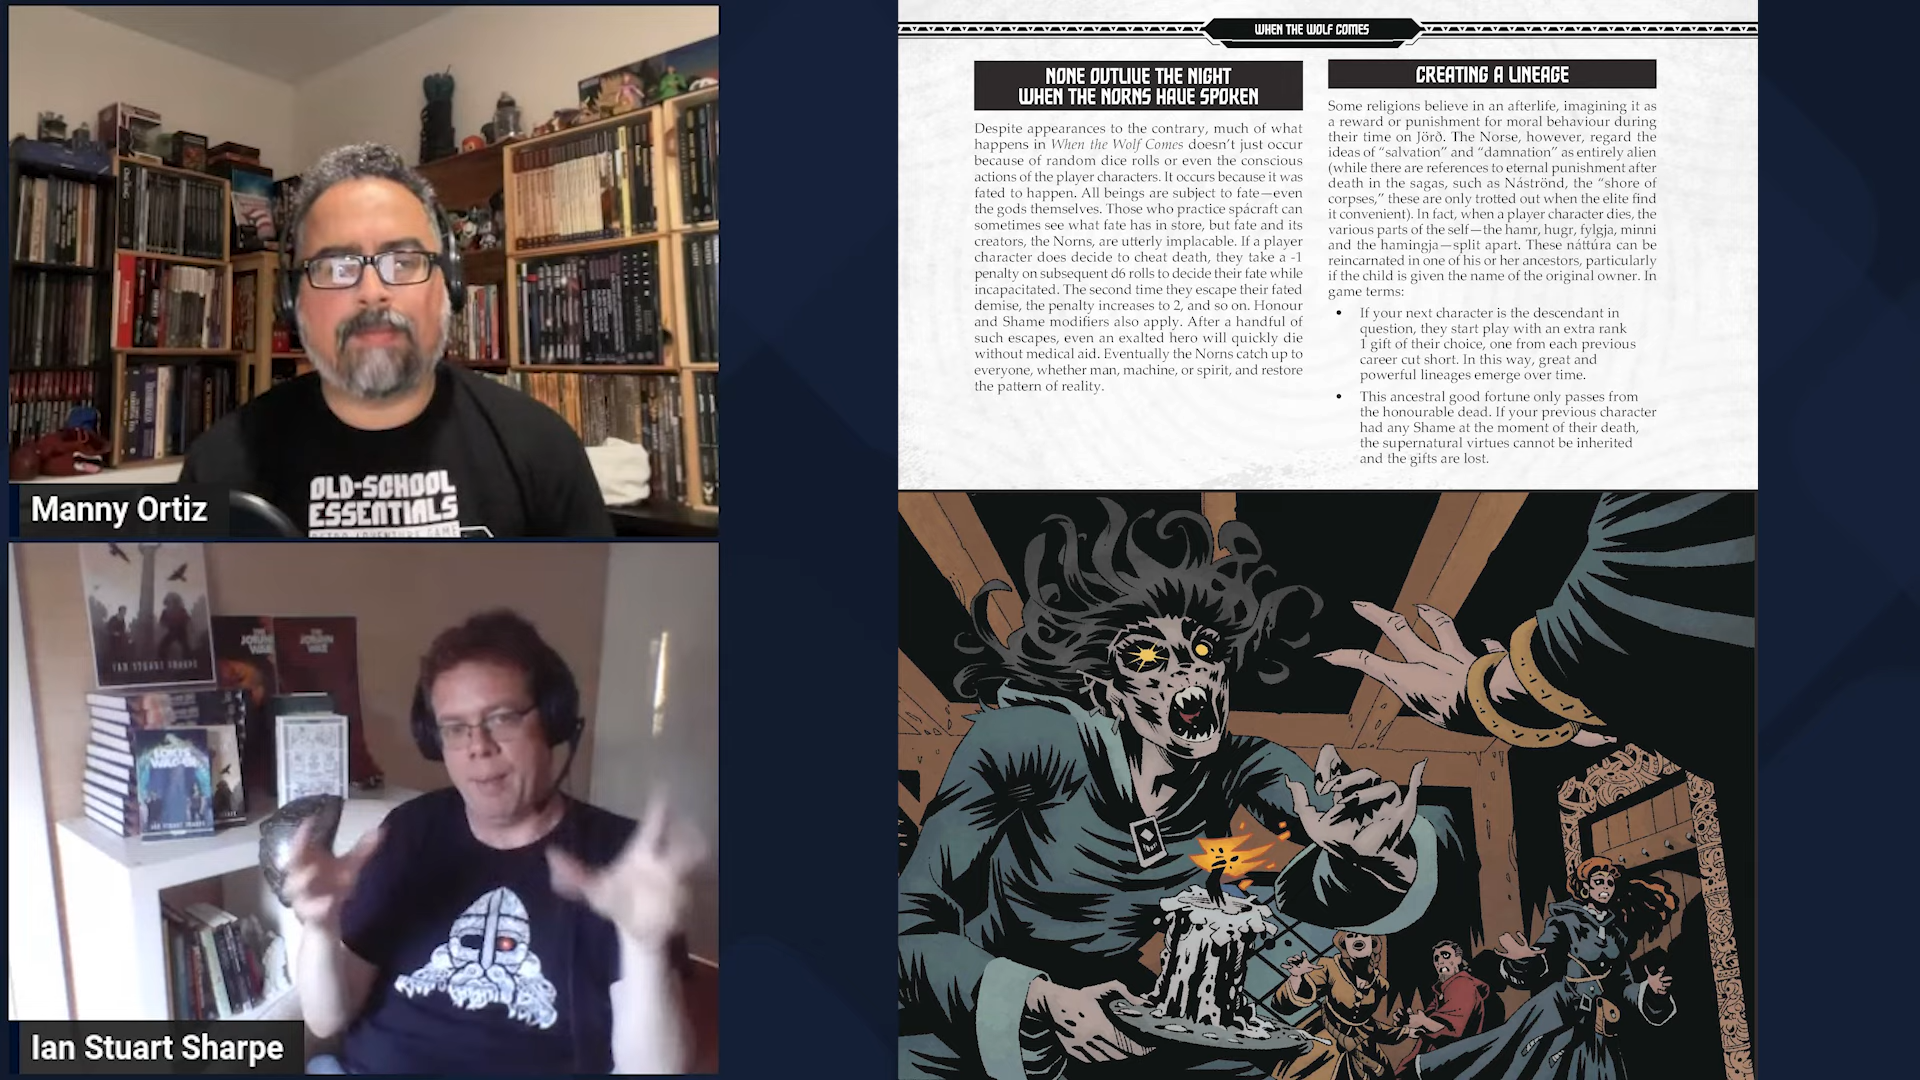 OLD-SCHOOL
ESSENTIALS
Manny Ortiz
IAN STUART SHARPE
Ian Stuart Sharpe
WHEN THE WOLF COMES
NONE OUTLIVE THE NIGHT
WHEN THE NORNS HAVE SPOKEN
Despite appearances to the contrary, much of what
happens in When the Wolf Comes doesn't just occur
because of random dice rolls or even the conscious
actions of the player characters. It occurs because it was
fated to happen. All beings are subject to fate—even
the gods themselves. Those who practice spácraft can
sometimes see what fate has in store, but fate and its
creators, the Norns, are utterly implacable. If a player
character does decide to cheat death, they take a -1
penalty on subsequent d6 rolls to decide their fate while
incapacitated. The second time they escape their fated
demise, the penalty increases to 2, and so on. Honour
and Shame modifiers also apply. After a handful of
such escapes, even an exalted hero will quickly die
without medical aid. Eventually the Norns catch up to
everyone, whether man, machine, or spirit, and restore
the pattern of reality.
CREATING A LINEAGE
Some religions believe in an afterlife, imagining it as
a reward or punishment for moral behaviour during
their time on Jörð. The Norse, however, regard the
ideas of “salvation” and “damnation” as entirely alien
(while there are references to eternal punishment after
death in the sagas, such as Náströnd, the “shore of
corpses,” these are only trotted out when the elite find
it convenient). In fact, when a player character dies, the
various parts of the self—the hamr, hugr, fylgja, minni
and the hamingja—split apart. These náttúra can be
reincarnated in one of his or her ancestors, particularly
if the child is given the name of the original owner. In
game terms:
• If your next character is the descendant in
question, they start play with an extra rank
1 gift of their choice, one from each previous
career cut short. In this way, great and
powerful lineages emerge over time.
• This ancestral good fortune only passes from
the honourable dead. If your previous character
had any Shame at the moment of their death,
the supernatural virtues cannot be inherited
and the gifts are lost.